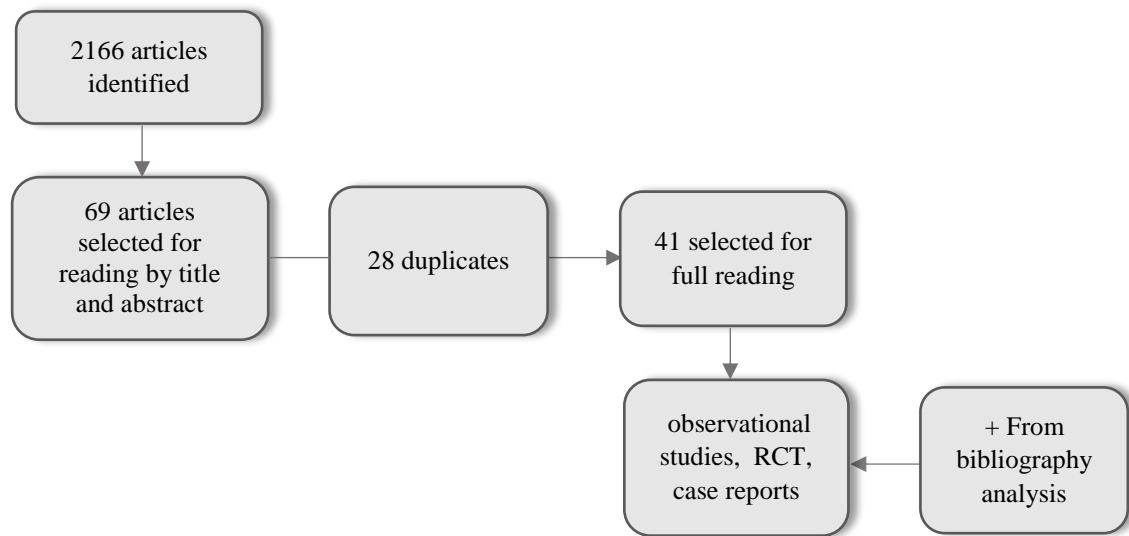 2166 articles
identified
69 articles
selected for
reading by title
and abstract
28 duplicates
41 selected for
full reading
observational
studies, RCT,
case reports
+ From
bibliography
analysis